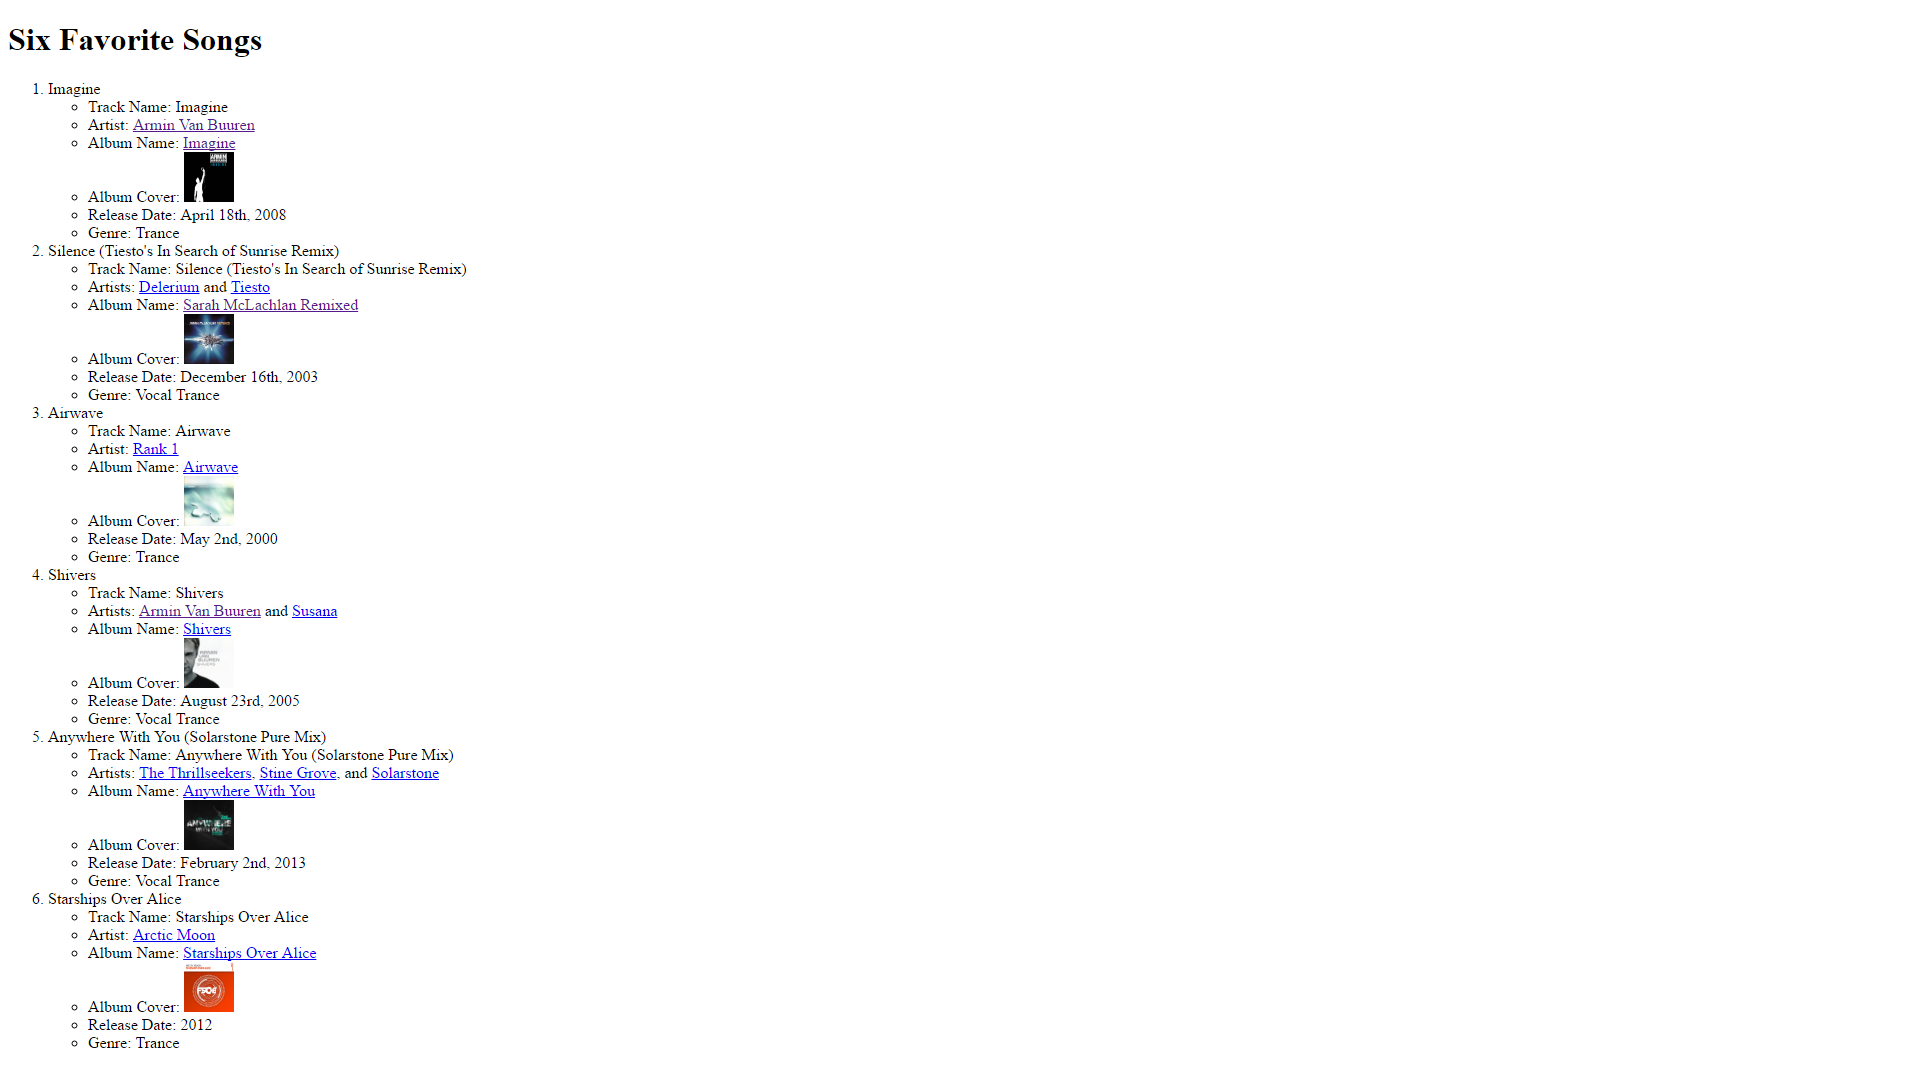 Six Favorite Songs
1. Imagine
Track Name: Imagine
Artist: Armin Van Buuren
Album Name: Imagine
Album Cover:
Release Date: April 18th, 2008
Genre: Trance
2. Silence (Tiesto's In Search of Sunrise Remix)
Track Name: Silence (Tiesto's In Search of Sunrise Remix)
Artists: Delerium and Tiesto
Album Name: Sarah McLachlan Remixed
Album Cover:
Release Date: December 16th, 2003
Genre: Vocal Trance
3. Airwave
Track Name: Airwave
Artist: Rank 1
Album Name: Airwave
Album Cover:
Release Date: May 2nd, 2000
Genre: Trance
4. Shivers
Track Name: Shivers
Artists: Armin Van Buuren and Susana
Album Name: Shivers
ARMIN
VAN
BUUREN
SHIVERS
Album Cover:
Release Date: August 23rd, 2005
Genre: Vocal Trance
5. Anywhere With You (Solarstone Pure Mix)
Track Name: Anywhere With You (Solarstone Pure Mix)
Artists: The Thrillseekers, Stine Grove, and Solarstone
Album Name: Anywhere With You
ANYWHERE
WITH YOU
Album Cover:
Release Date: February 2nd, 2013
Genre: Vocal Trance
6. Starships Over Alice
Track Name: Starships Over Alice
Artist: Arctic Moon
Album Name: Starships Over Alice
FSOE
Album Cover:
Release Date: 2012
Genre: Trance